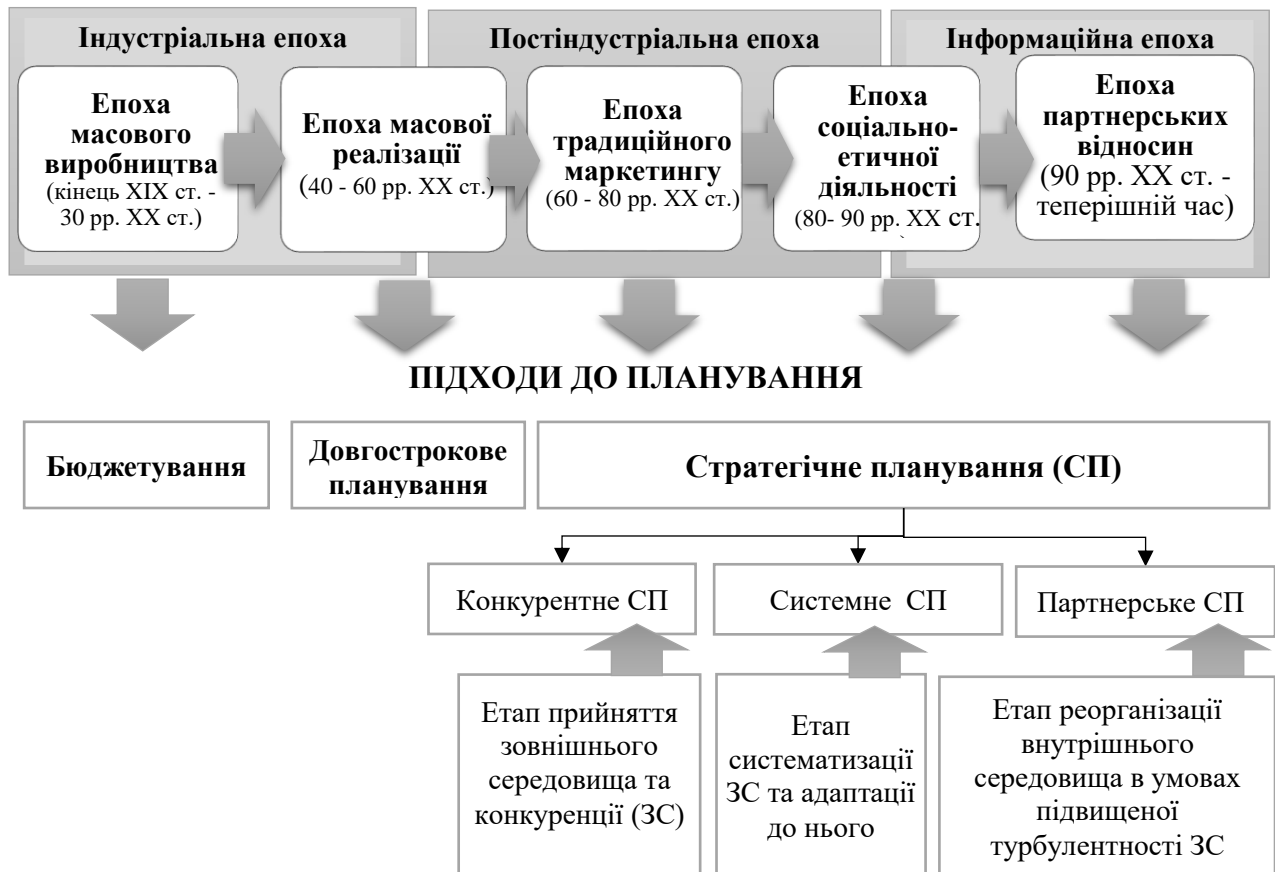 Індустріальна епоха
Постіндустріальна епоха
Інформаційна епоха
Епоха
масового
виробництва
(кінець ХІХ ст. -
30 рр. ХХ ст.)
Епоха масової
реалізації
(40 - 60 рр. ХХ ст.)
Епоха
традиційного
маркетингу
(60 - 80 рр. ХХ ст.)
Епоха
соціально-
етичної
діяльності
(80- 90 рр. ХХ ст.
Епоха
партнерських
відносин
(90 рр. ХХ ст. -
теперішній час)
ПІДХОДИ ДО ПЛАНУВАННЯ
Бюджетування
Довгострокове
планування
Стратегічне планування (СП)
Конкурентне СП
Системне СП
Партнерське СП
Етап прийняття
зовнішнього
середовища та
конкуренції (ЗС)
Етап
систематизації
ЗС та адаптації
до нього
Етап реорганізації
внутрішнього
середовища в умовах
підвищеної
турбулентності ЗС